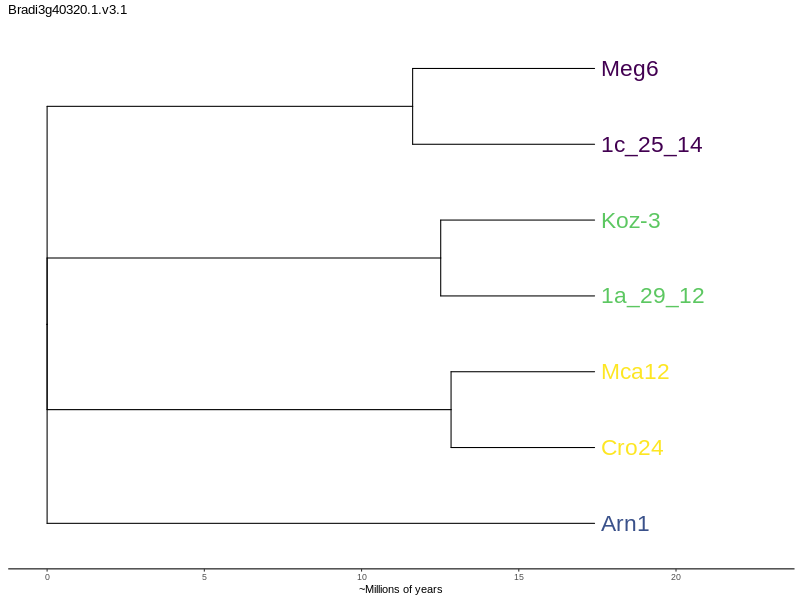 Bradi3g40320.1.v3.1
Meg6
1c_25_14
Koz-3
1a_29_12
Mca12
Cro24
Arn1
0 5 10 15 20
~Millions of years